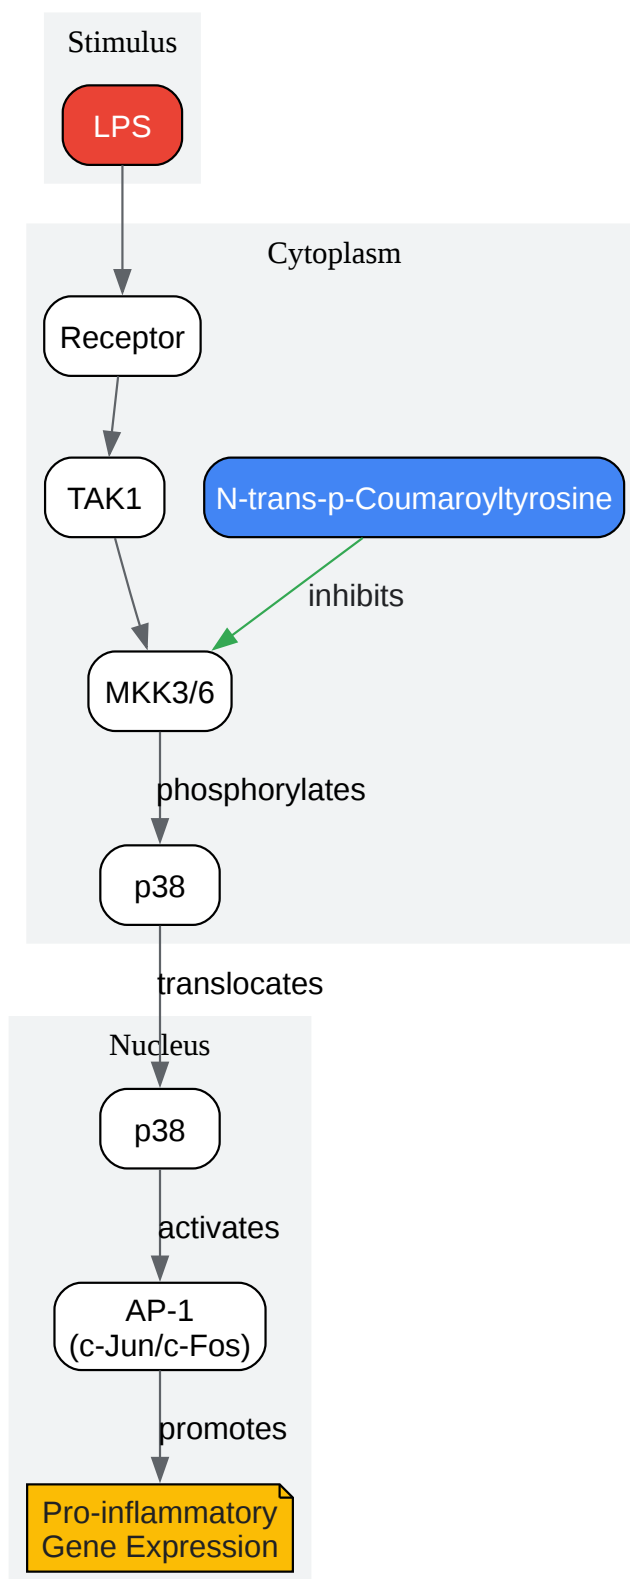 Stimulus
LPS
Cytoplasm
Receptor
TAK1
N-trans-p-Coumaroyltyrosine
inhibits
MKK3/6
phosphorylates
p38
translocates
Nucleus
p38
activates
AP-1
(c-Jun/c-Fos)
promotes
Pro-inflammatory
Gene Expression